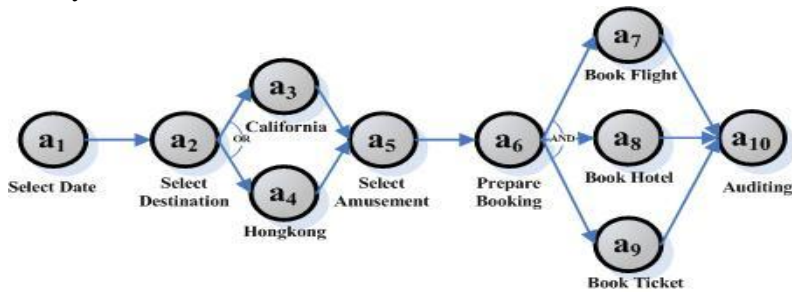 a7
Book Flight
a3
California
a1
Select Date
a2
Select
Destination
OR
a4
Hongkong
a5
Select
Amusement
a6
Prepare
Booking
AND
a8
Book Hotel
a10
Auditing
a9
Book Ticket